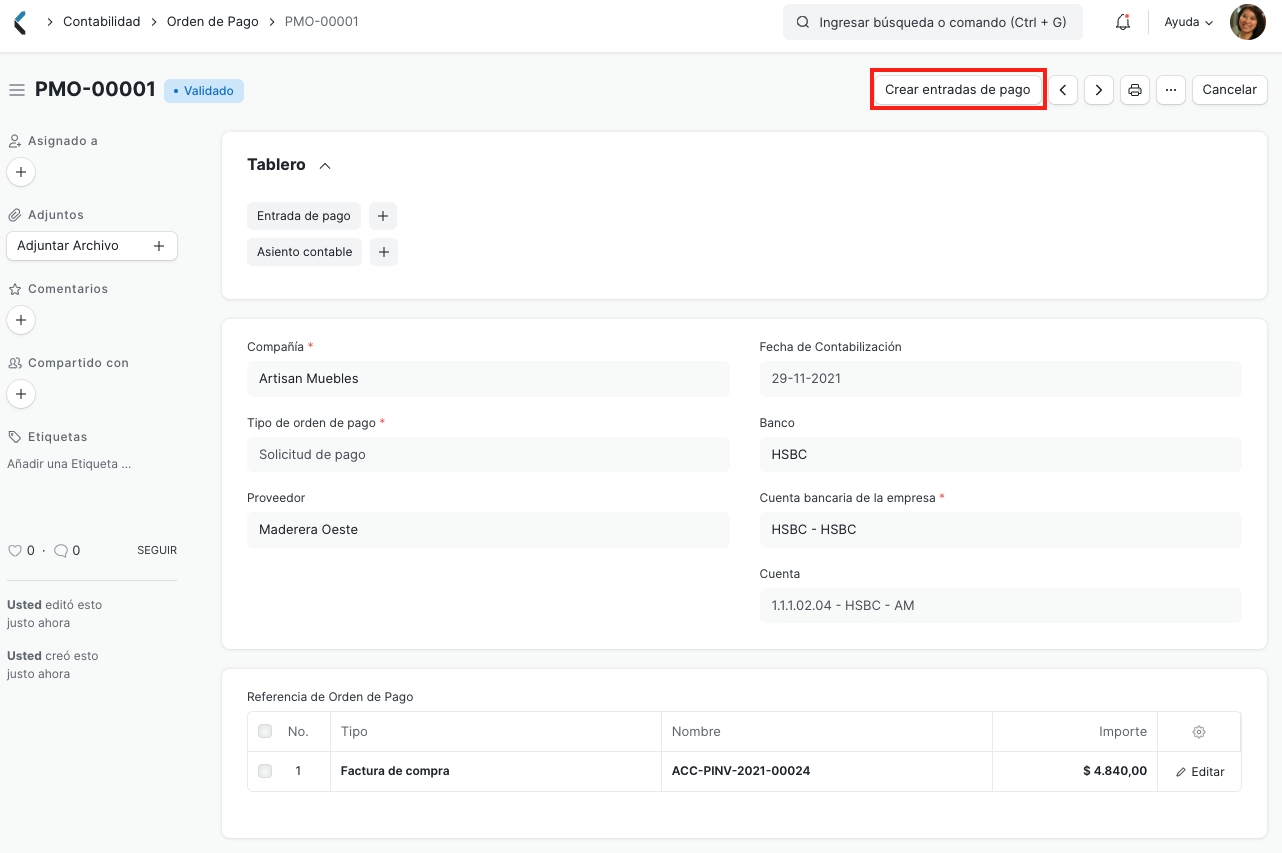 Contabilidad
Orden de Pago
PMO-00001
Ingresar búsqueda o comando (Ctrl + G)
Ayuda
PMO-00001
Validado
Crear entradas de pago
Cancelar
Asignado a
Adjuntos
Adjuntar Archivo
Comentarios
Compartido con
Etiquetas
Añadir una Etiqueta ...
0 · 0 SEGUIR
Usted editó esto
justo ahora
Usted creó esto
justo ahora
Tablero
Entrada de pago
Asiento contable
Compañía *
Artisan Muebles
Tipo de orden de pago *
Solicitud de pago
Proveedor
Maderera Oeste
Fecha de Contabilización
29-11-2021
Banco
HSBC
Cuenta bancaria de la empresa *
HSBC - HSBC
Cuenta
1.1.1.02.04 - HSBC - AM
Referencia de Orden de Pago
No. Tipo Nombre Importe
1 Factura de compra ACC-PINV-2021-00024 $ 4.840,00 Editar